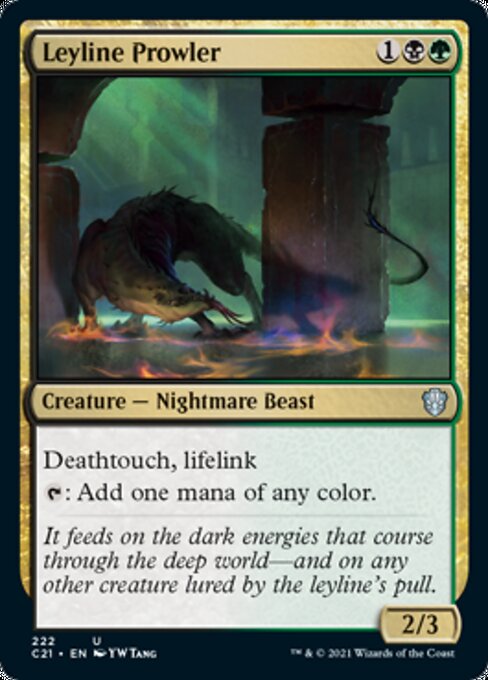 Leyline Prowler 1
Creature — Nightmare Beast
Deathtouch, lifelink
: Add one mana of any color.
It feeds on the dark energies that course
through the deep world—and on any
other creature lured by the leyline's pull.
2/3
222 U
C21 • EN YW Tang
™ & © 2021 Wizards of the Coast